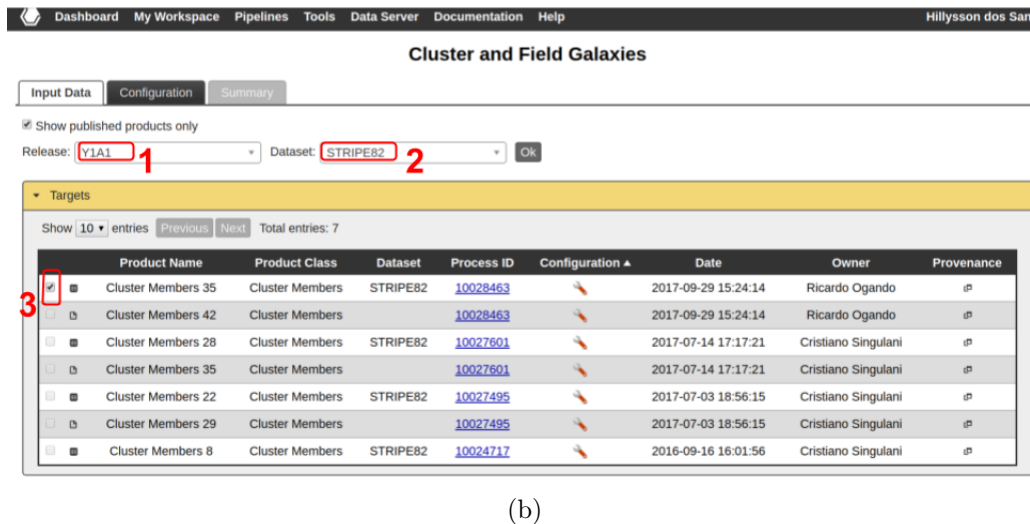 Dashboard My Workspace Pipelines Tools Data Server Documentation Help Hillysson dos San
Cluster and Field Galaxies
Input Data Configuration Summary
Show published products only
Release: Y1A1 1 Dataset: STRIPE82 2 Ok
Targets
Show 10 entries Previous Next Total entries: 7
Product Name Product Class Dataset Process ID Configuration Date Owner Provenance
3 Cluster Members 35 Cluster Members STRIPE82 10028463 2017-09-29 15:24:14 Ricardo Ogando
Cluster Members 42 Cluster Members 10028463 2017-09-29 15:24:14 Ricardo Ogando
Cluster Members 28 Cluster Members STRIPE82 10027601 2017-07-14 17:17:21 Cristiano Singulani
Cluster Members 35 Cluster Members 10027601 2017-07-14 17:17:21 Cristiano Singulani
Cluster Members 22 Cluster Members STRIPE82 10027495 2017-07-03 18:56:15 Cristiano Singulani
Cluster Members 29 Cluster Members 10027495 2017-07-03 18:56:15 Cristiano Singulani
Cluster Members 8 Cluster Members STRIPE82 10024717 2016-09-16 16:01:56 Cristiano Singulani
(b)